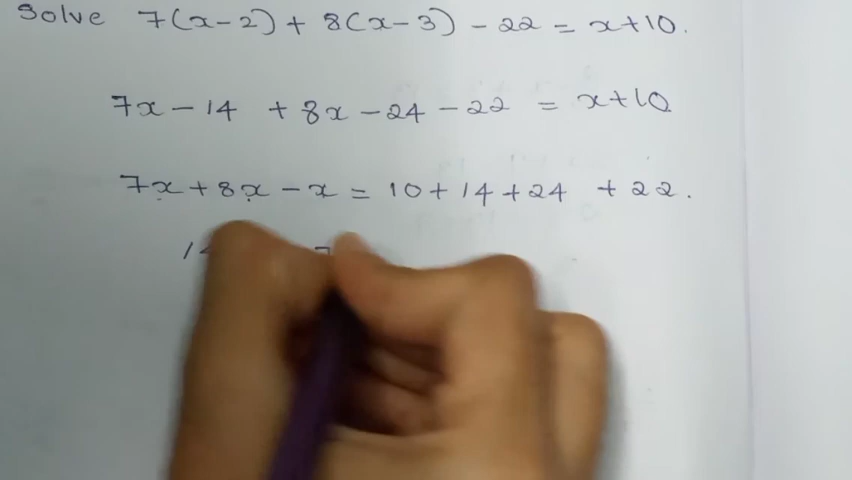 Solve 7(x-2) + 8(x-3) - 22 = x+10.
7x - 14 + 8x - 24 - 22 = x+10
7x + 8x - x = 10 + 14 + 24 + 22.
14